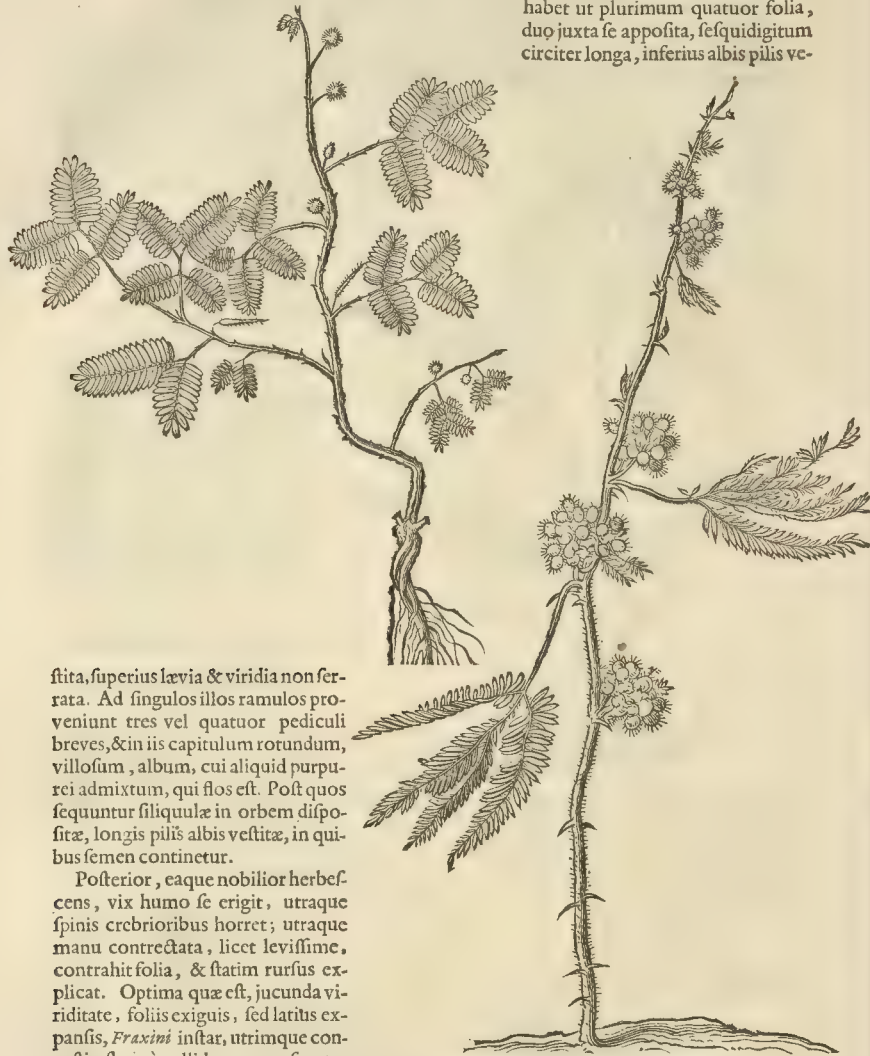 habet ut plurimum quatuor folia,
duo juxta ſe appoſita, ſeſquidigitum
circiter longa, inferius albis pilis ve-
ſtita, ſuperius lævia & viridia non ſer-
rata. Ad ſingulos illos ramulos pro-
veniunt tres vel quatuor pediculi
breves, & in iis capitulum rotundum,
villoſum, album, cui aliquid purpu-
rei admixtum, qui flos eſt. Poſt quos
ſequuntur ſiliquulæ in orbem diſpo-
ſitæ, longis pilis albis veſtitæ, in qui-
bus ſemen continetur.
Poſterior, eaque nobilior herbeſ-
cens, vix humo ſe erigit, utraque
ſpinis crebrioribus horret; utraque
manu contrectata, licet leviſſime,
contrahit folia, & ſtatim rurſus ex-
plicat. Optima quæ eſt, jucunda vi-
riditate, foliis exiguis, ſed latius ex-
panſis, Fraxini inſtar, utrimque con-